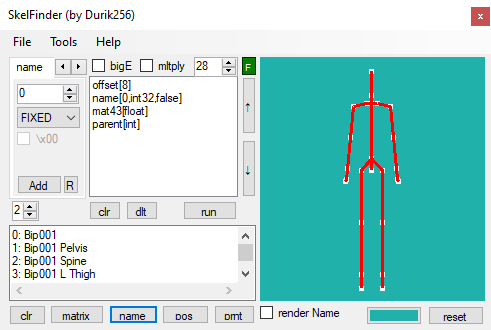 SkelFinder (by Durik256)
File Tools Help
name
bigE mltply 28 F
0
FIXED
\x00
Add R
offset[8]
name[0,int32,false]
mat43[float]
parent[int]
↑
↓
2
clr dlt run
0: Bip001
1: Bip001 Pelvis
2: Bip001 Spine
3: Bip001 L Thigh
clr matrix name pos prnt
render Name reset